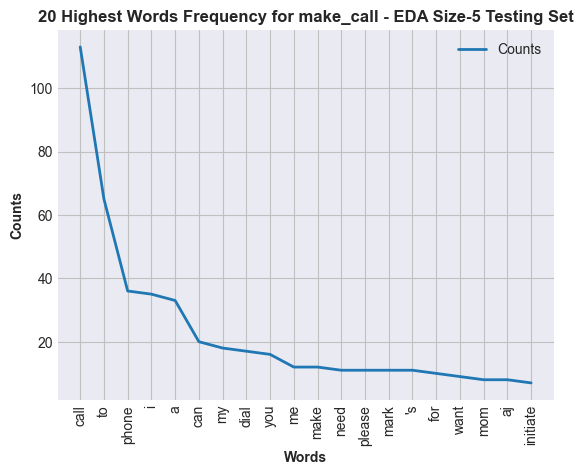 20 Highest Words Frequency for make_call - EDA Size-5 Testing Set
Counts
100
80
60
40
20
Counts
call
to
phone
i
a
can
my
dial
you
me
make
need
please
mark
's
for
want
mom
aj
initiate
Words